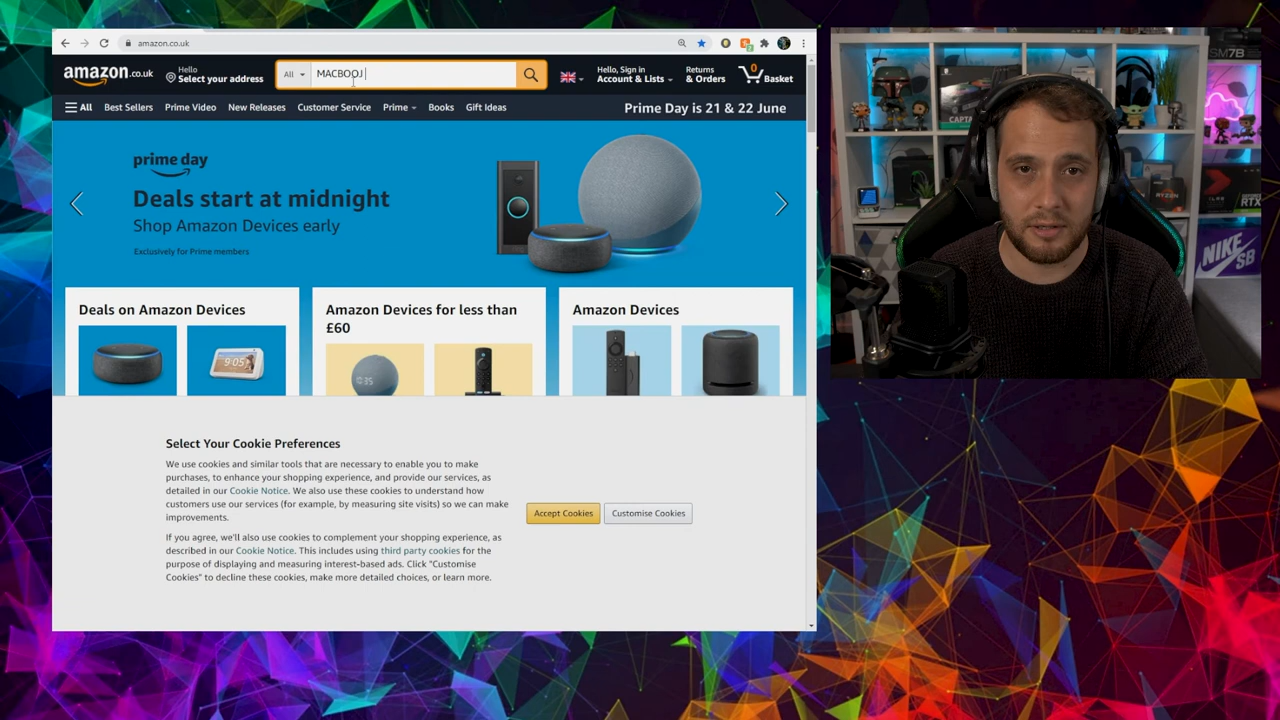 amazon.co.uk
amazon.co.uk
Hello
Select your address
All
MACBOOJ
Hello, Sign in
Account & Lists
Returns
& Orders
0
Basket
All
Best Sellers
Prime Video
New Releases
Customer Service
Prime
Books
Gift Ideas
Prime Day is 21 & 22 June
prime day
Deals start at midnight
Shop Amazon Devices early
Exclusively for Prime members
Deals on Amazon Devices
Amazon Devices for less than
£60
Amazon Devices
9:05
:35
Select Your Cookie Preferences
We use cookies and similar tools that are necessary to enable you to make
purchases, to enhance your shopping experience, and provide our services, as
detailed in our Cookie Notice. We also use these cookies to understand how
customers use our services (for example, by measuring site visits) so we can make
improvements.
If you agree, we'll also use cookies to complement your shopping experience, as
described in our Cookie Notice. This includes using third party cookies for the
purpose of displaying and measuring interest-based ads. Click "Customise
Cookies" to decline these cookies, make more detailed choices, or learn more.
Accept Cookies
Customise Cookies
SM7B
CAPTA
RYZEN
RTX
NIKE
SB